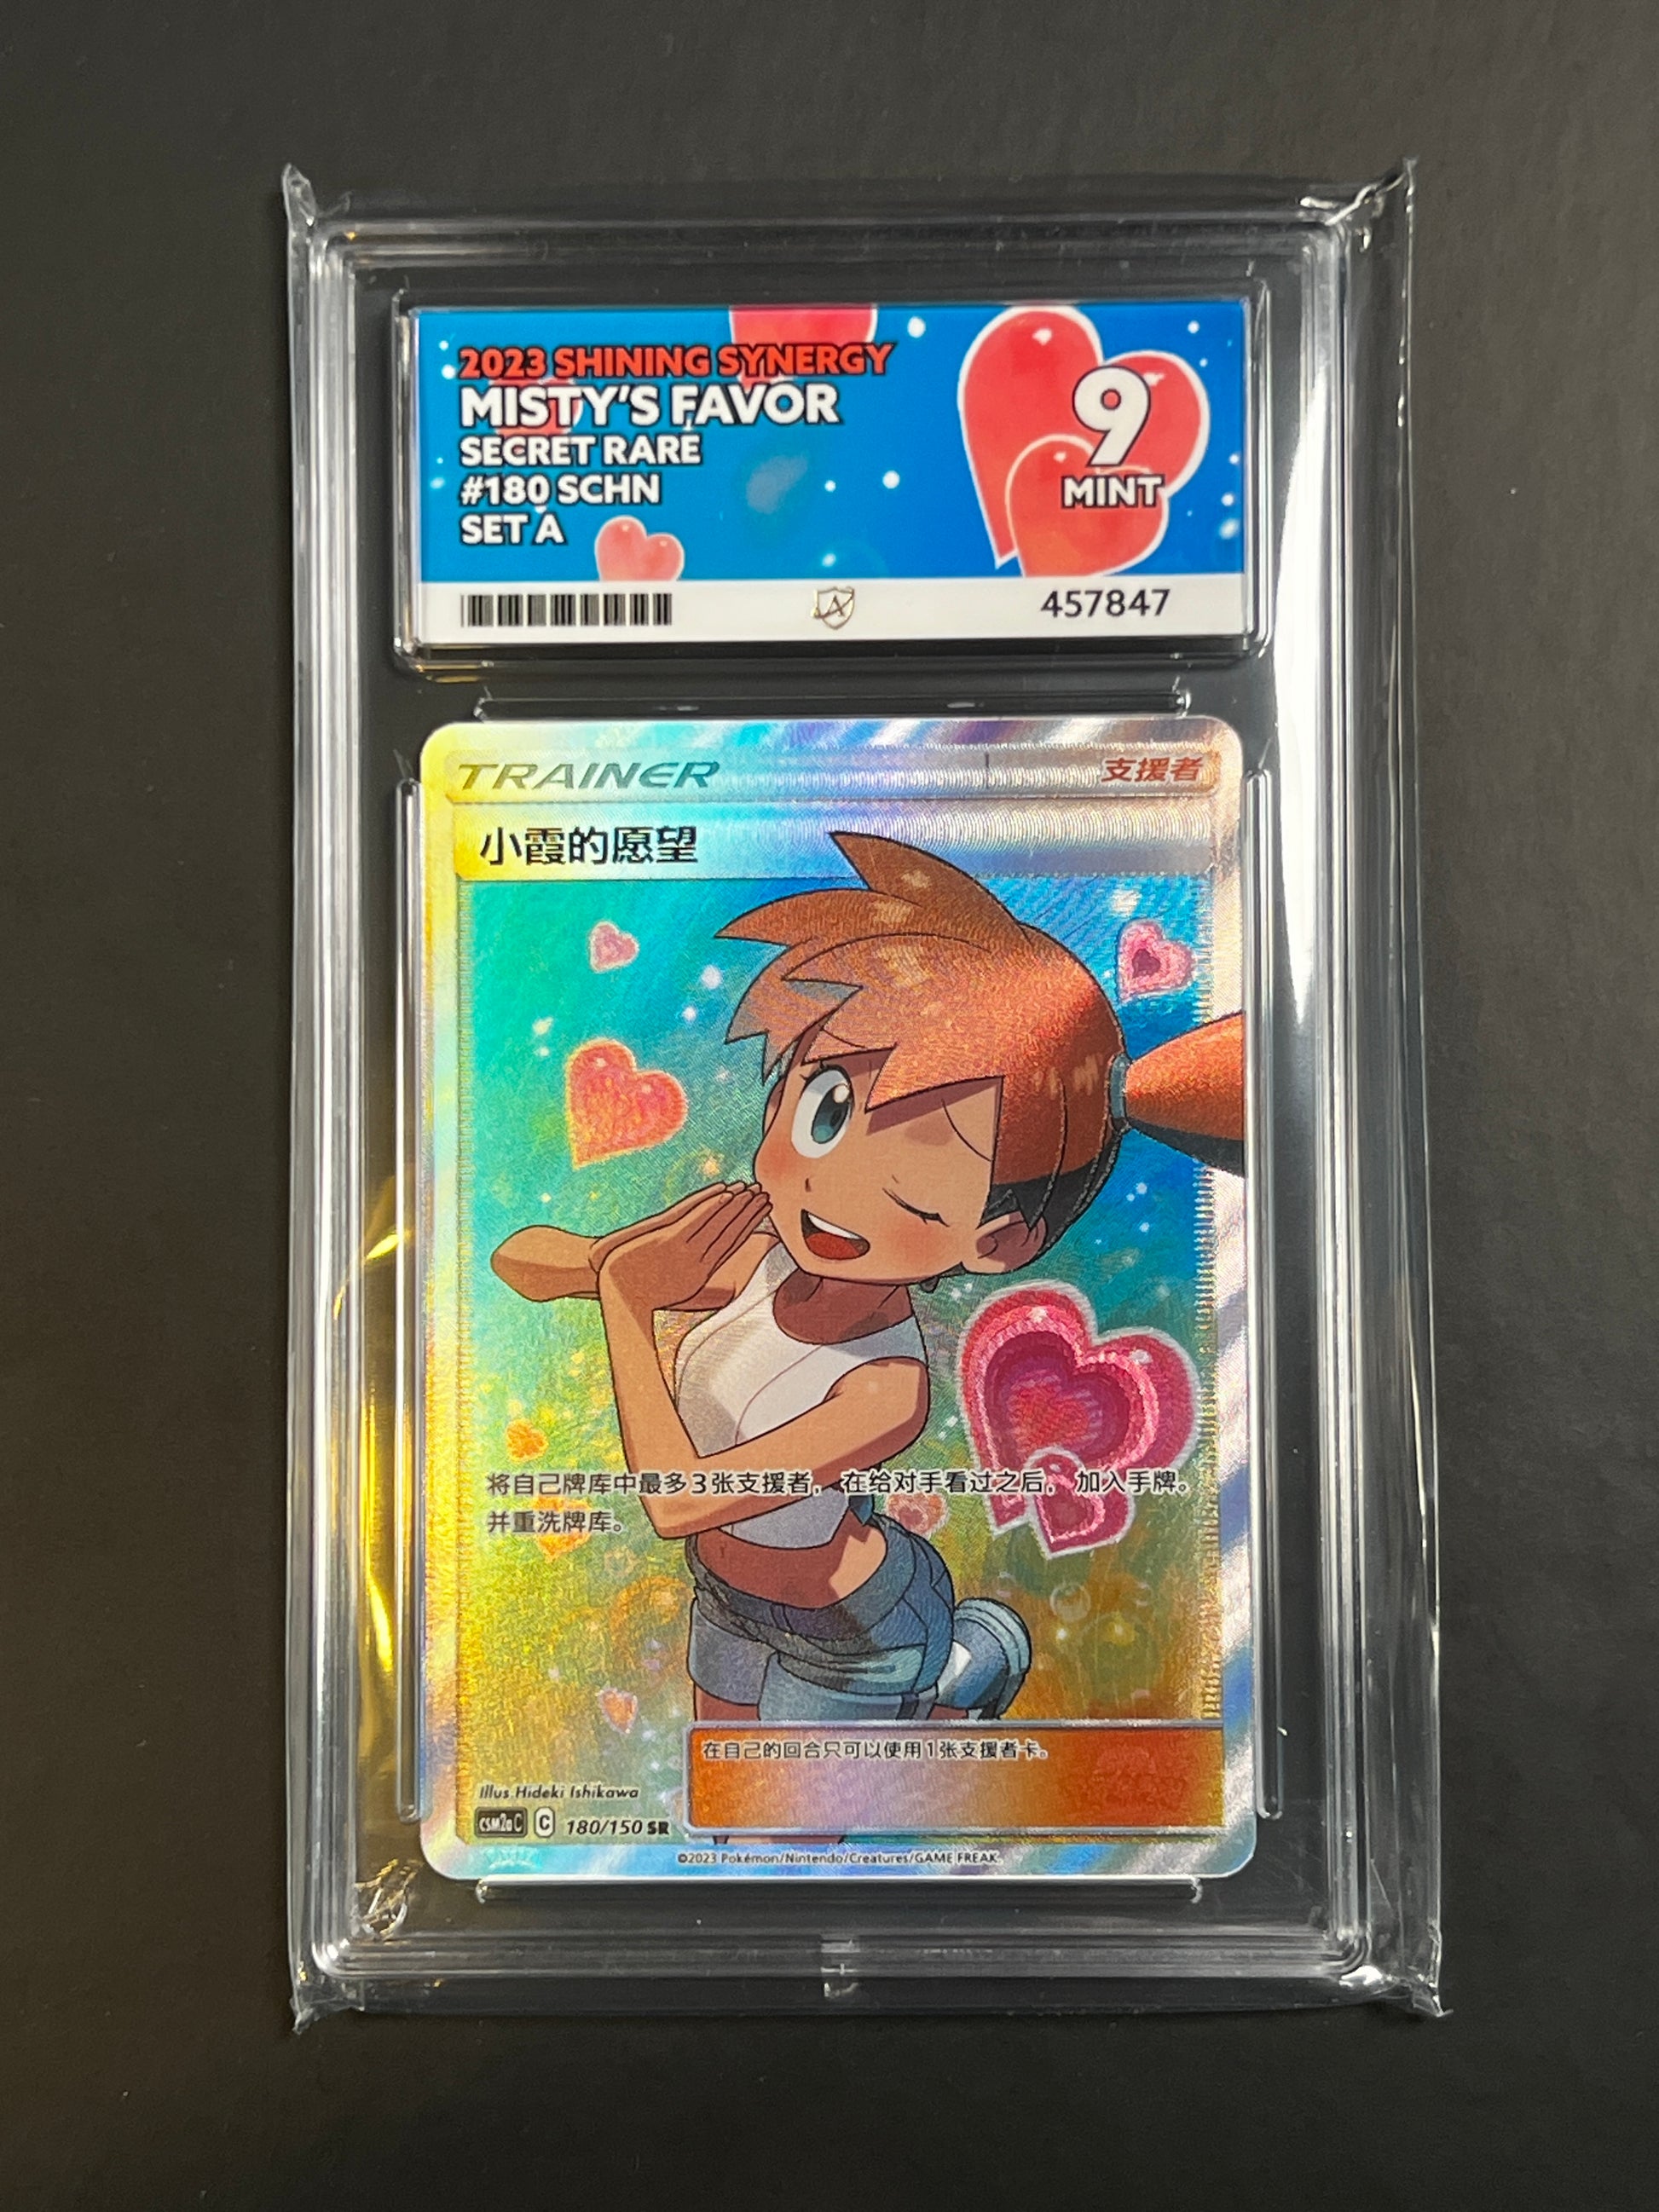 2023 SHINING SYNERGY
MISTY'S FAVOR
SECRET RARE
#180 SCHN
SET A
9
MINT
457847
TRAINER 支援者
小霞的愿望
将自己牌库中最多3张支援者，在给对手看过之后，加入手牌。
并重洗牌库。
在自己的回合只可以使用1张支援者卡。
Illus. Hideki Ishikawa
CSM2aC C 180/150 SR
©2023 Pokémon/Nintendo/Creatures/GAME FREAK.